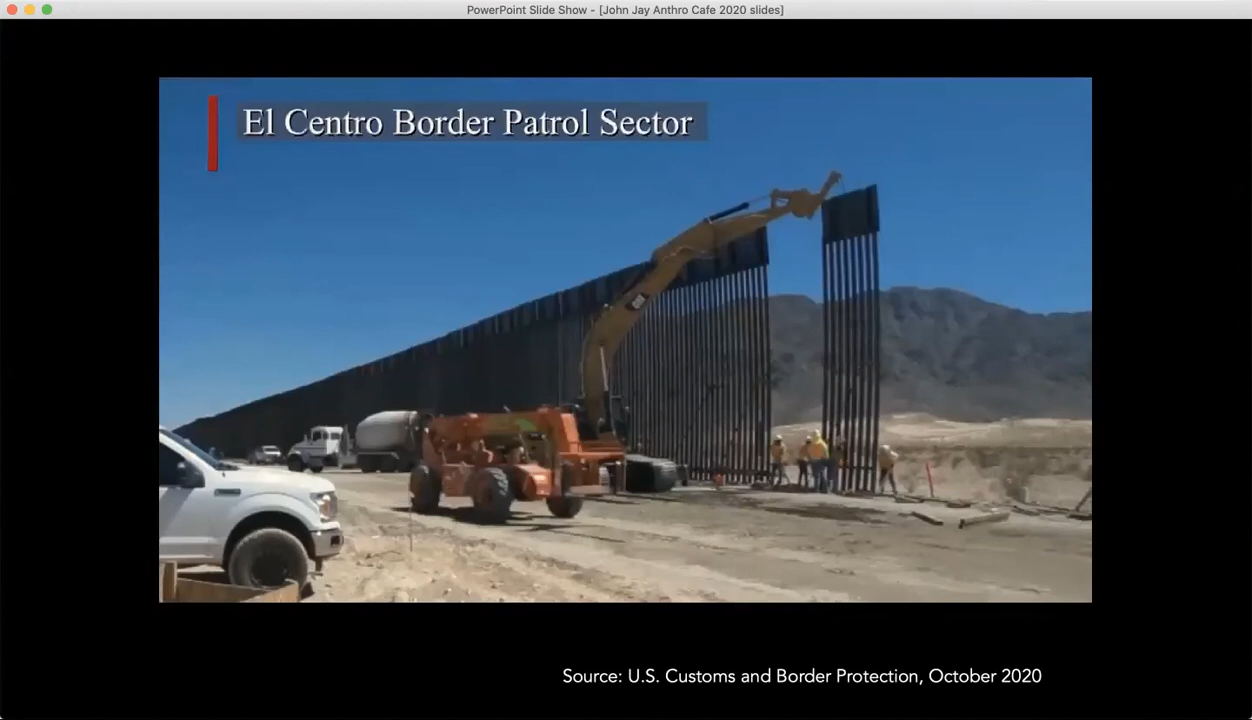 PowerPoint Slide Show - [John Jay Anthro Cafe 2020 slides]
El Centro Border Patrol Sector
CAT
Source: U.S. Customs and Border Protection, October 2020